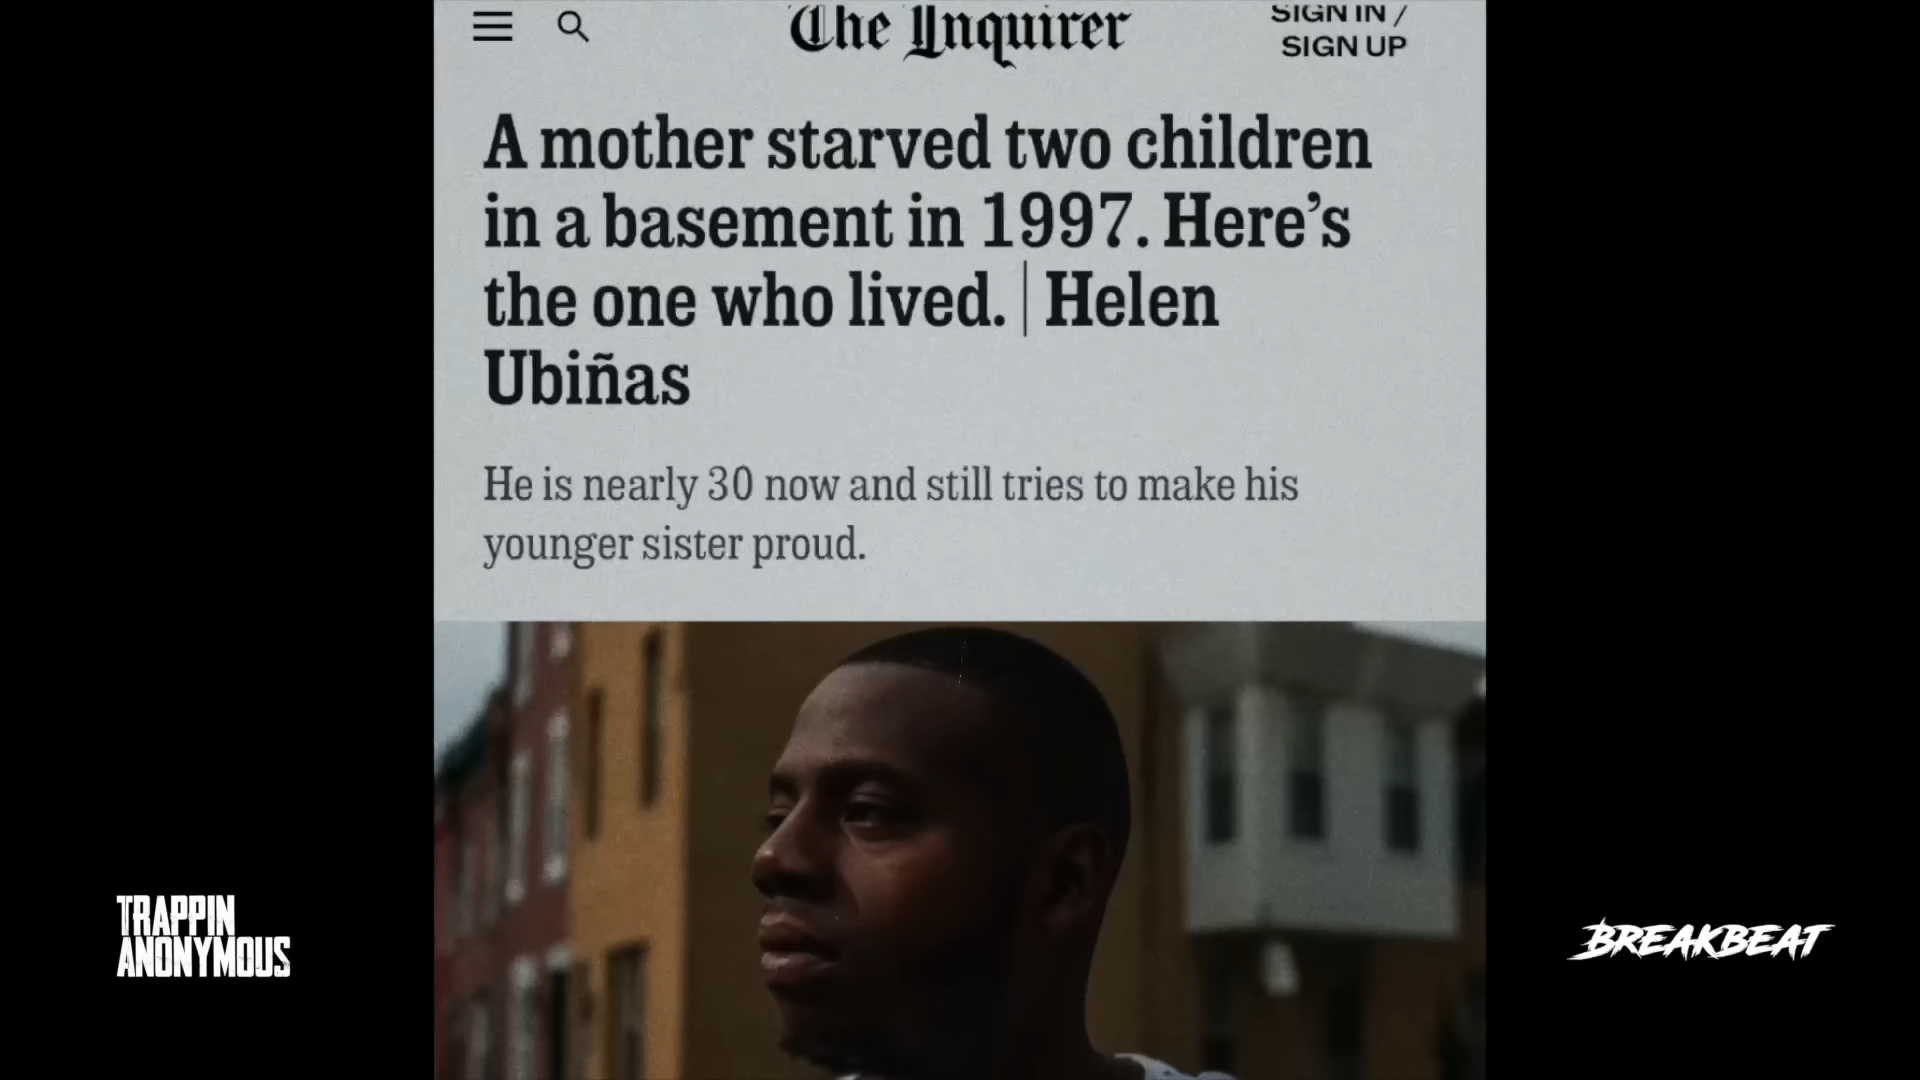 The Inquirer
SIGN IN /
SIGN UP
A mother starved two children
in a basement in 1997. Here's
the one who lived. | Helen
Ubiñas
He is nearly 30 now and still tries to make his
younger sister proud.
TRAPPIN
ANONYMOUS
BREAKBEAT